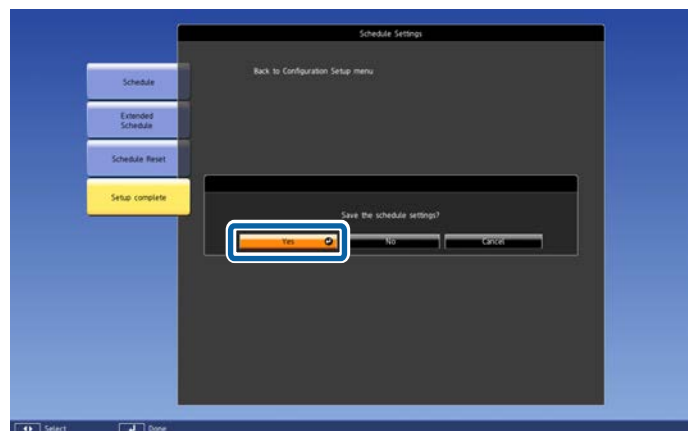 Schedule Settings
Schedule
Extended
Schedule
Schedule Reset
Setup complete
Back to Configuration Setup menu
Save the schedule settings?
Yes No Cancel
Select Done